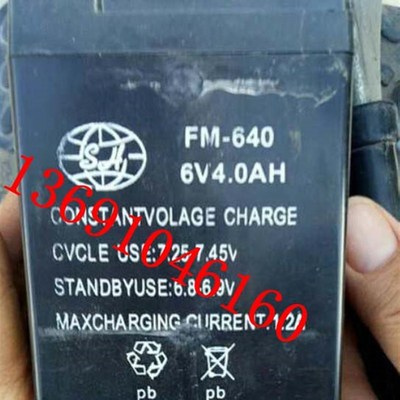 FM-640
S.H.
6V4.0AH
CONSTANTVOLAGE CHARGE
CVCLE USE:7.25-7.45V
STANDBYUSE:6.8-6.9V
MAXCHARGING CURRENT:1.2A
pb
pb
13691046160